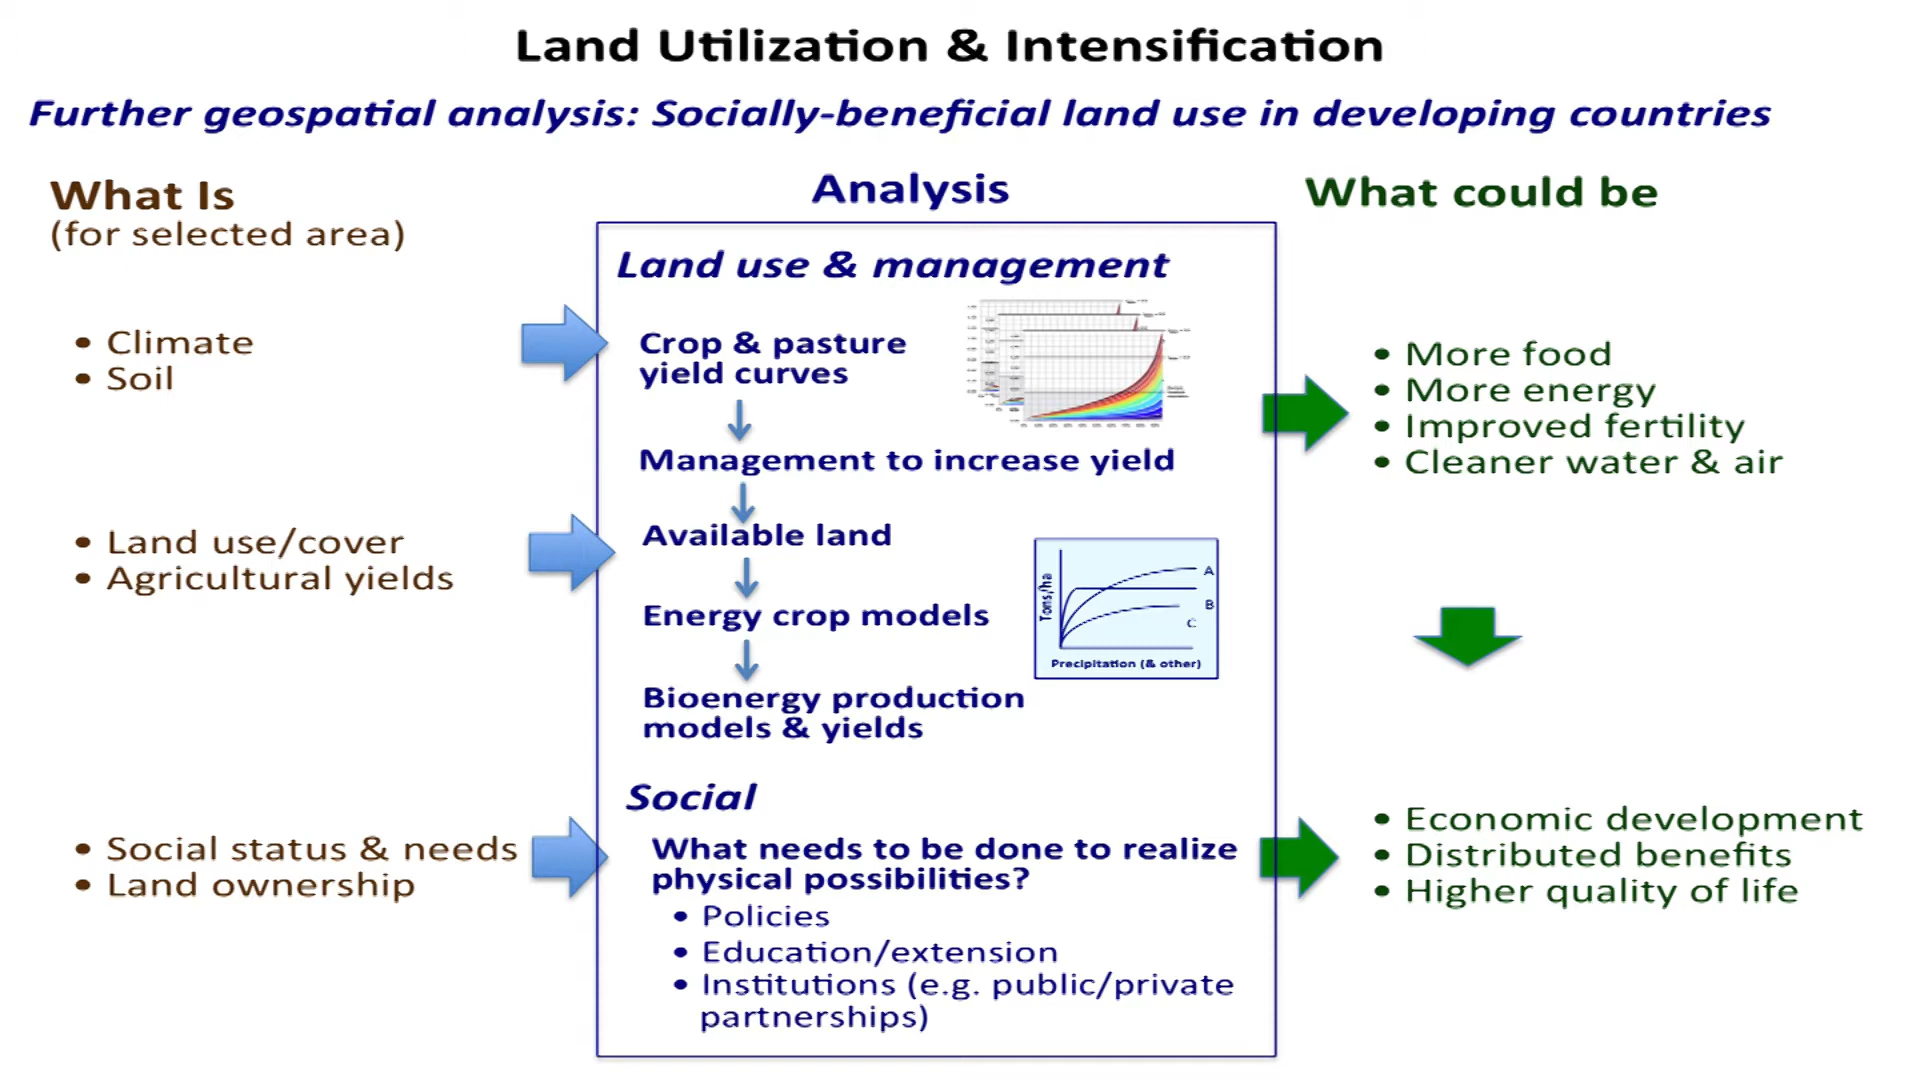 Land Utilization & Intensification
Further geospatial analysis: Socially-beneficial land use in developing countries
What Is
(for selected area)
• Climate
• Soil
• Land use/cover
• Agricultural yields
• Social status & needs
• Land ownership
Analysis
Land use & management
Crop & pasture
yield curves
Management to increase yield
Available land
Energy crop models
Tons/ha
A
B
C
Precipitation (& other)
Bioenergy production
models & yields
Social
What needs to be done to realize
physical possibilities?
• Policies
• Education/extension
• Institutions (e.g. public/private
partnerships)
What could be
• More food
• More energy
• Improved fertility
• Cleaner water & air
• Economic development
• Distributed benefits
• Higher quality of life